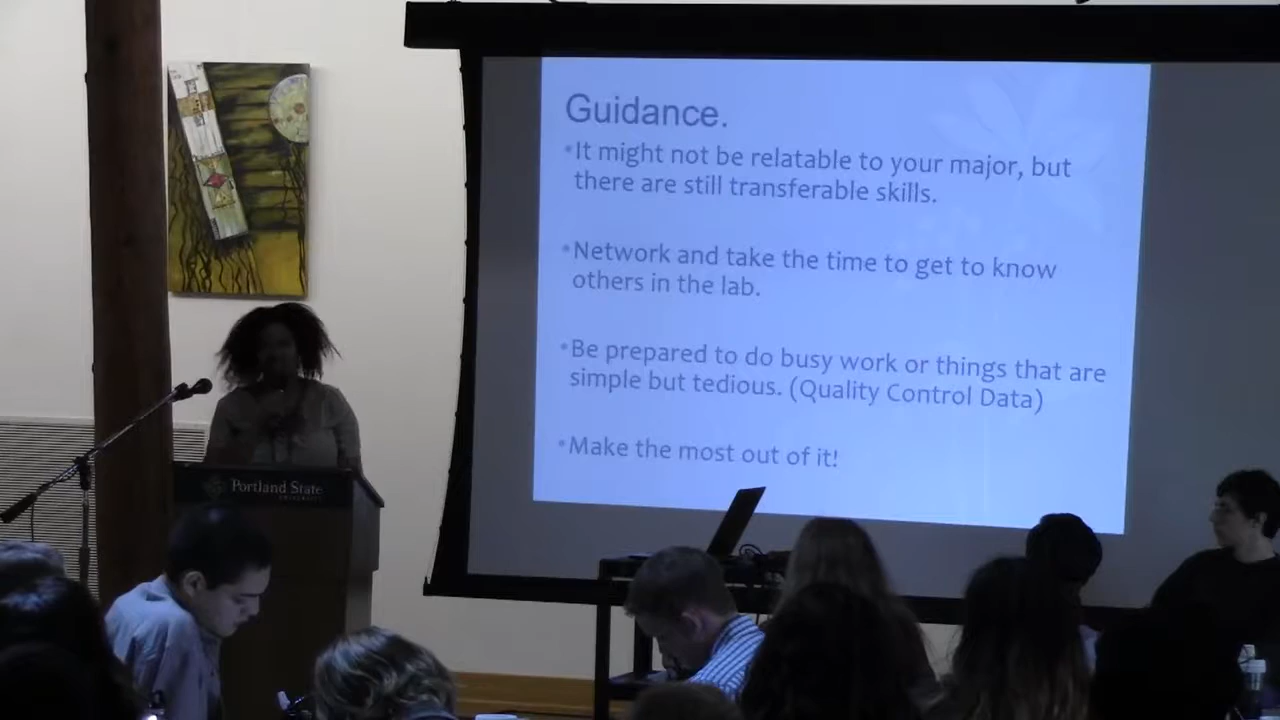 Guidance.
•It might not be relatable to your major, but
there are still transferable skills.
•Network and take the time to get to know
others in the lab.
•Be prepared to do busy work or things that are
simple but tedious. (Quality Control Data)
•Make the most out of it!
Portland State
UNIVERSITY